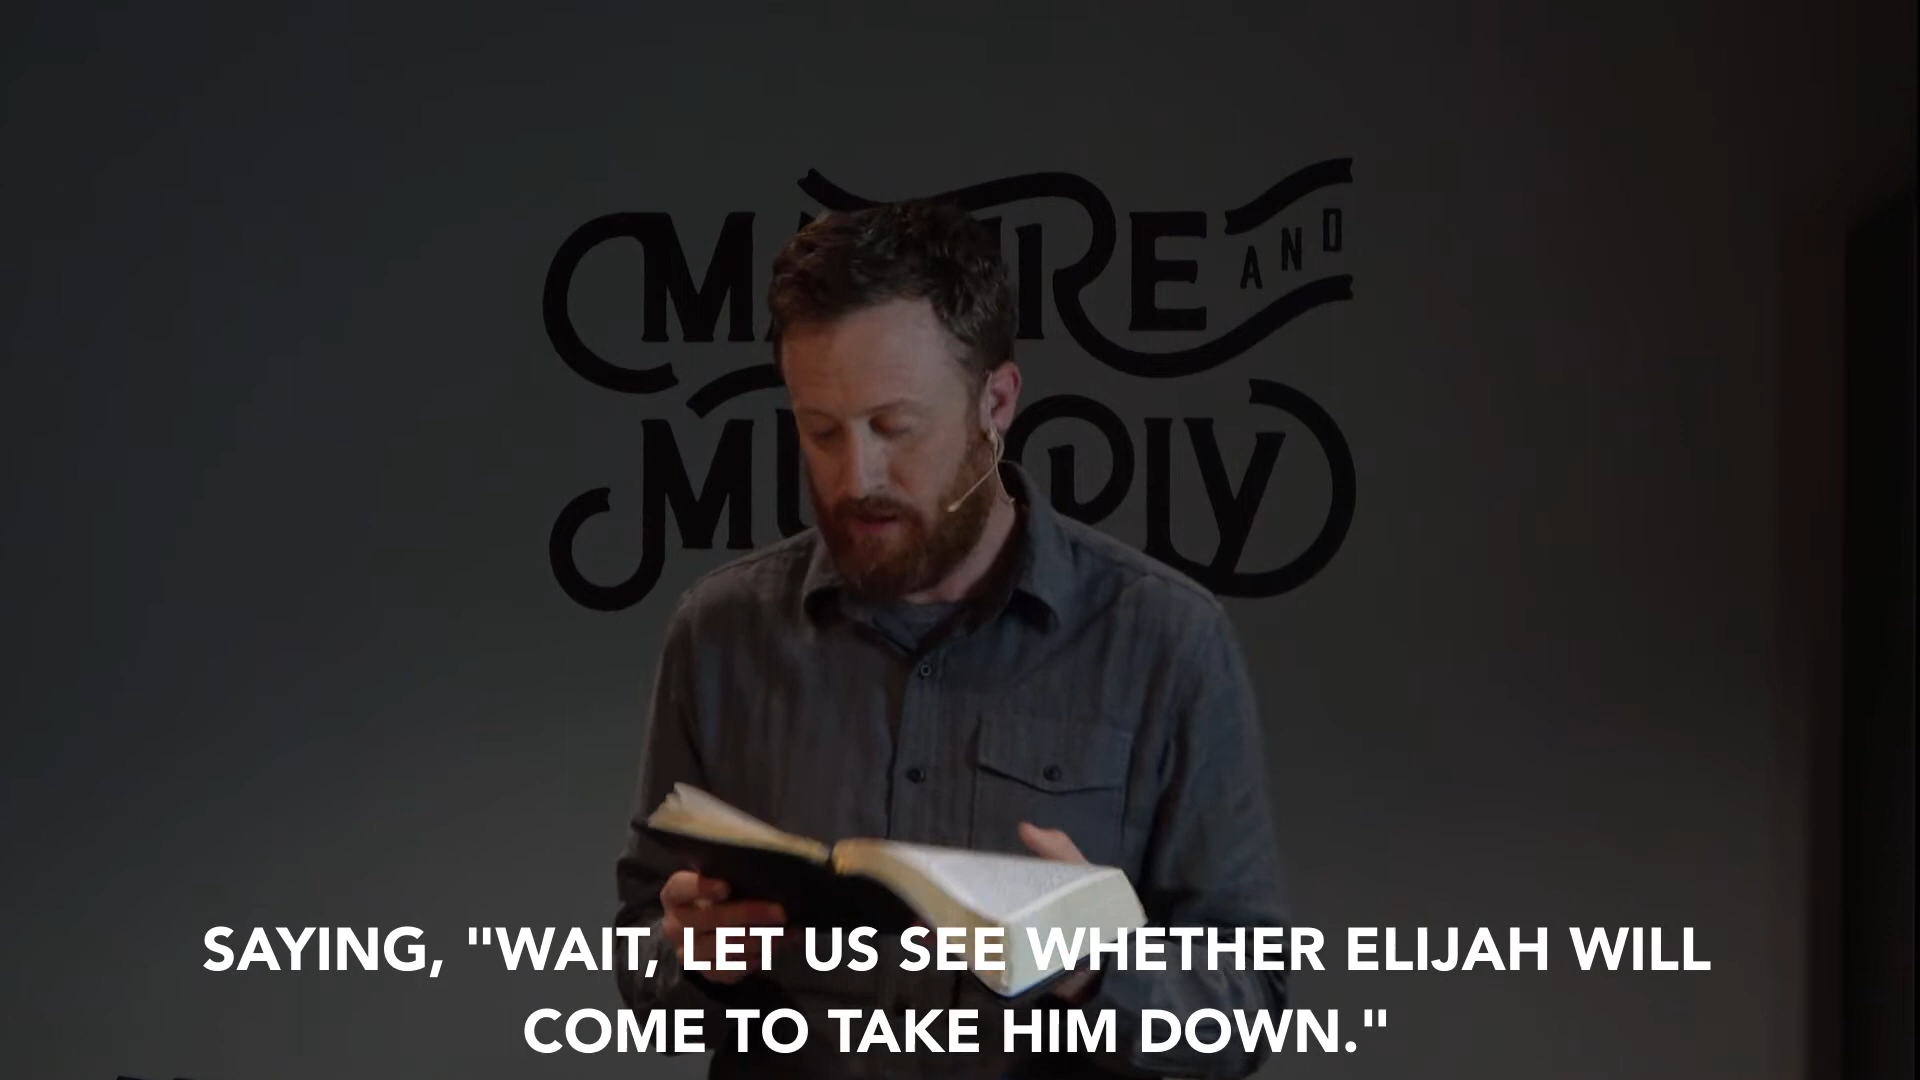 AND
SAYING, "WAIT, LET US SEE WHETHER ELIJAH WILL
COME TO TAKE HIM DOWN."